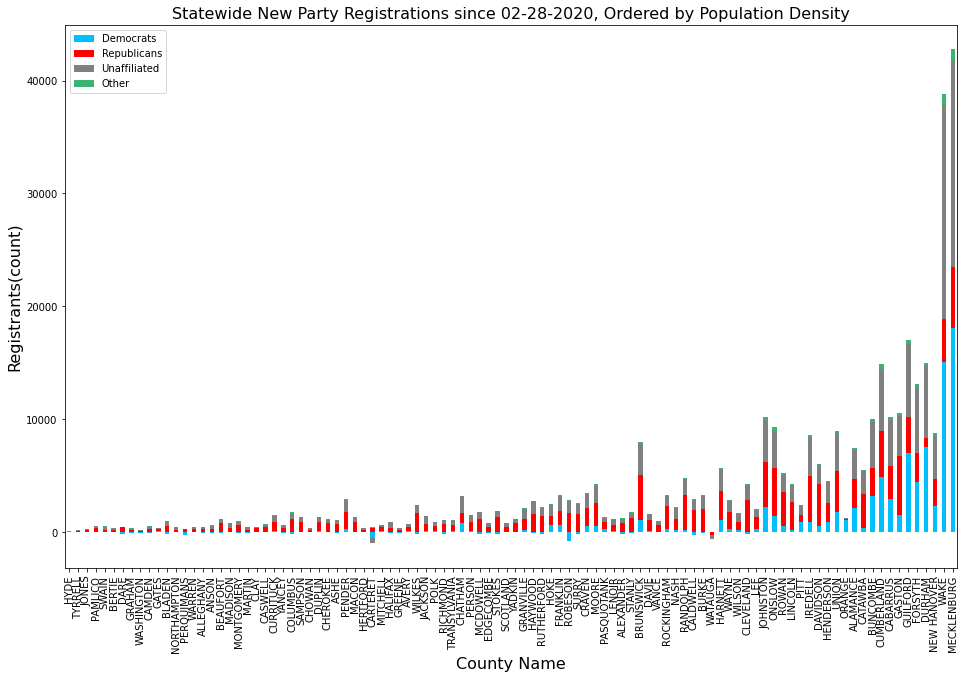 Statewide New Party Registrations since 02-28-2020, Ordered by Population Density
Democrats
Republicans
Unaffiliated
Other
Registrants(count)
40000
30000
20000
10000
0
HYDE
TYRRELL
JONES
PAMLICO
SWAIN
BERTIE
DARE
GRAHAM
WASHINGTON
CAMDEN
GATES
BLADEN
NORTHAMPTON
PERQUIMANS
WARREN
ALLEGHANY
ANSON
BEAUFORT
MADISON
MONTGOMERY
MARTIN
CLAY
CASWELL
CURRITUCK
YANCEY
COLUMBUS
SAMPSON
CHOWAN
DUPLIN
CHEROKEE
ASHE
PENDER
MACON
HERTFORD
CARTERET
MITCHELL
HALIFAX
GREENE
AVERY
WILKES
JACKSON
POLK
RICHMOND
TRANSYLVANIA
CHATHAM
PERSON
MCDOWELL
EDGECOMBE
STOKES
SCOTLAND
YADKIN
GRANVILLE
HAYWOOD
RUTHERFORD
HOKE
FRANKLIN
ROBESON
SURRY
CRAVEN
MOORE
PASQUOTANK
LENOIR
ALEXANDER
STANLY
BRUNSWICK
DAVIE
VANCE
ROCKINGHAM
NASH
RANDOLPH
CALDWELL
BURKE
WATAUGA
HARNETT
WAYNE
WILSON
CLEVELAND
LEE
JOHNSTON
ONSLOW
ROWAN
LINCOLN
PITT
IREDELL
DAVIDSON
HENDERSON
UNION
ORANGE
ALAMANCE
CATAWBA
BUNCOMBE
CUMBERLAND
CABARRUS
GASTON
GUILFORD
FORSYTH
DURHAM
NEW HANOVER
WAKE
MECKLENBURG
County Name